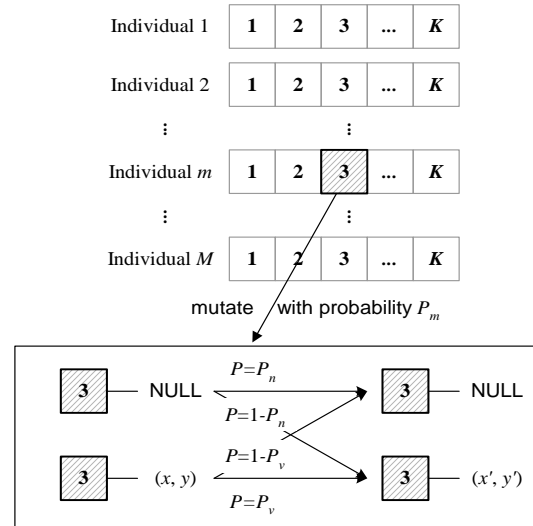 Individual 1 1 2 3 ... K
Individual 2 1 2 3 ... K
⋮ ⋮
Individual m 1 2 3 ... K
⋮ ⋮
Individual M 1 2 3 ... K
mutate with probability Pm
3 NULL P=Pn 3 NULL
P=1-Pn
P=1-Pv
3 (x, y) 3 (x′, y′)
P=Pv